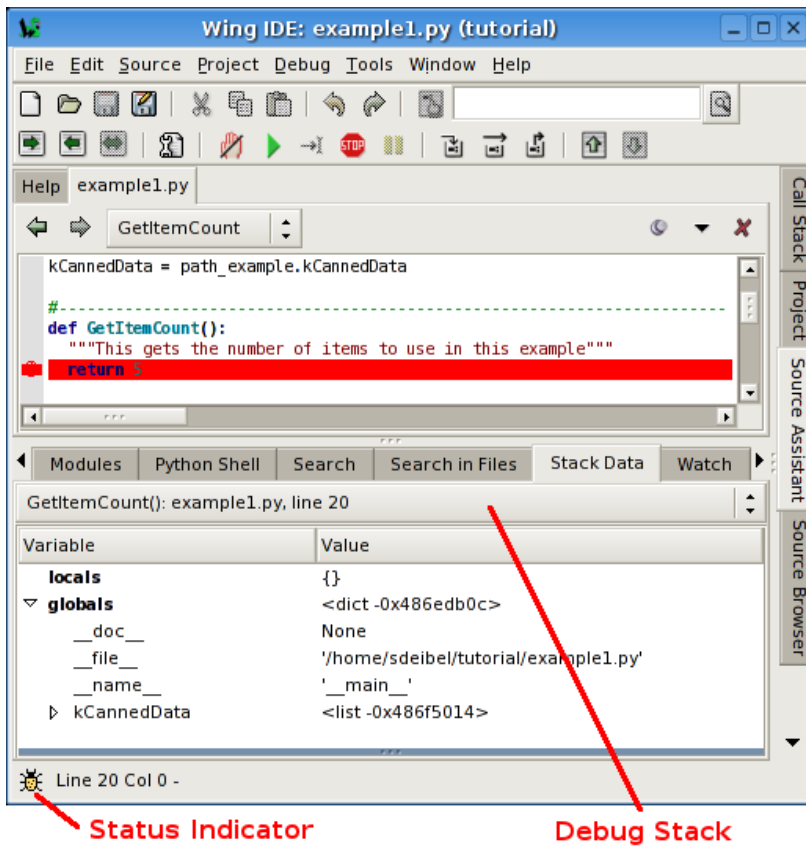 Wing IDE: example1.py (tutorial)
File Edit Source Project Debug Tools Window Help
STOP
Help example1.py
GetItemCount
kCannedData = path_example.kCannedData
#-----------------------------------------------------------------------
def GetItemCount():
"""This gets the number of items to use in this example"""
return 5
Modules Python Shell Search Search in Files Stack Data Watch
GetItemCount(): example1.py, line 20
Variable Value
locals {}
globals <dict -0x486edb0c>
__doc__ None
__file__ '/home/sdeibel/tutorial/example1.py'
__name__ '__main__'
kCannedData <list -0x486f5014>
Line 20 Col 0 -
Call Stack
Project
Source Assistant
Source Browser
Status Indicator
Debug Stack